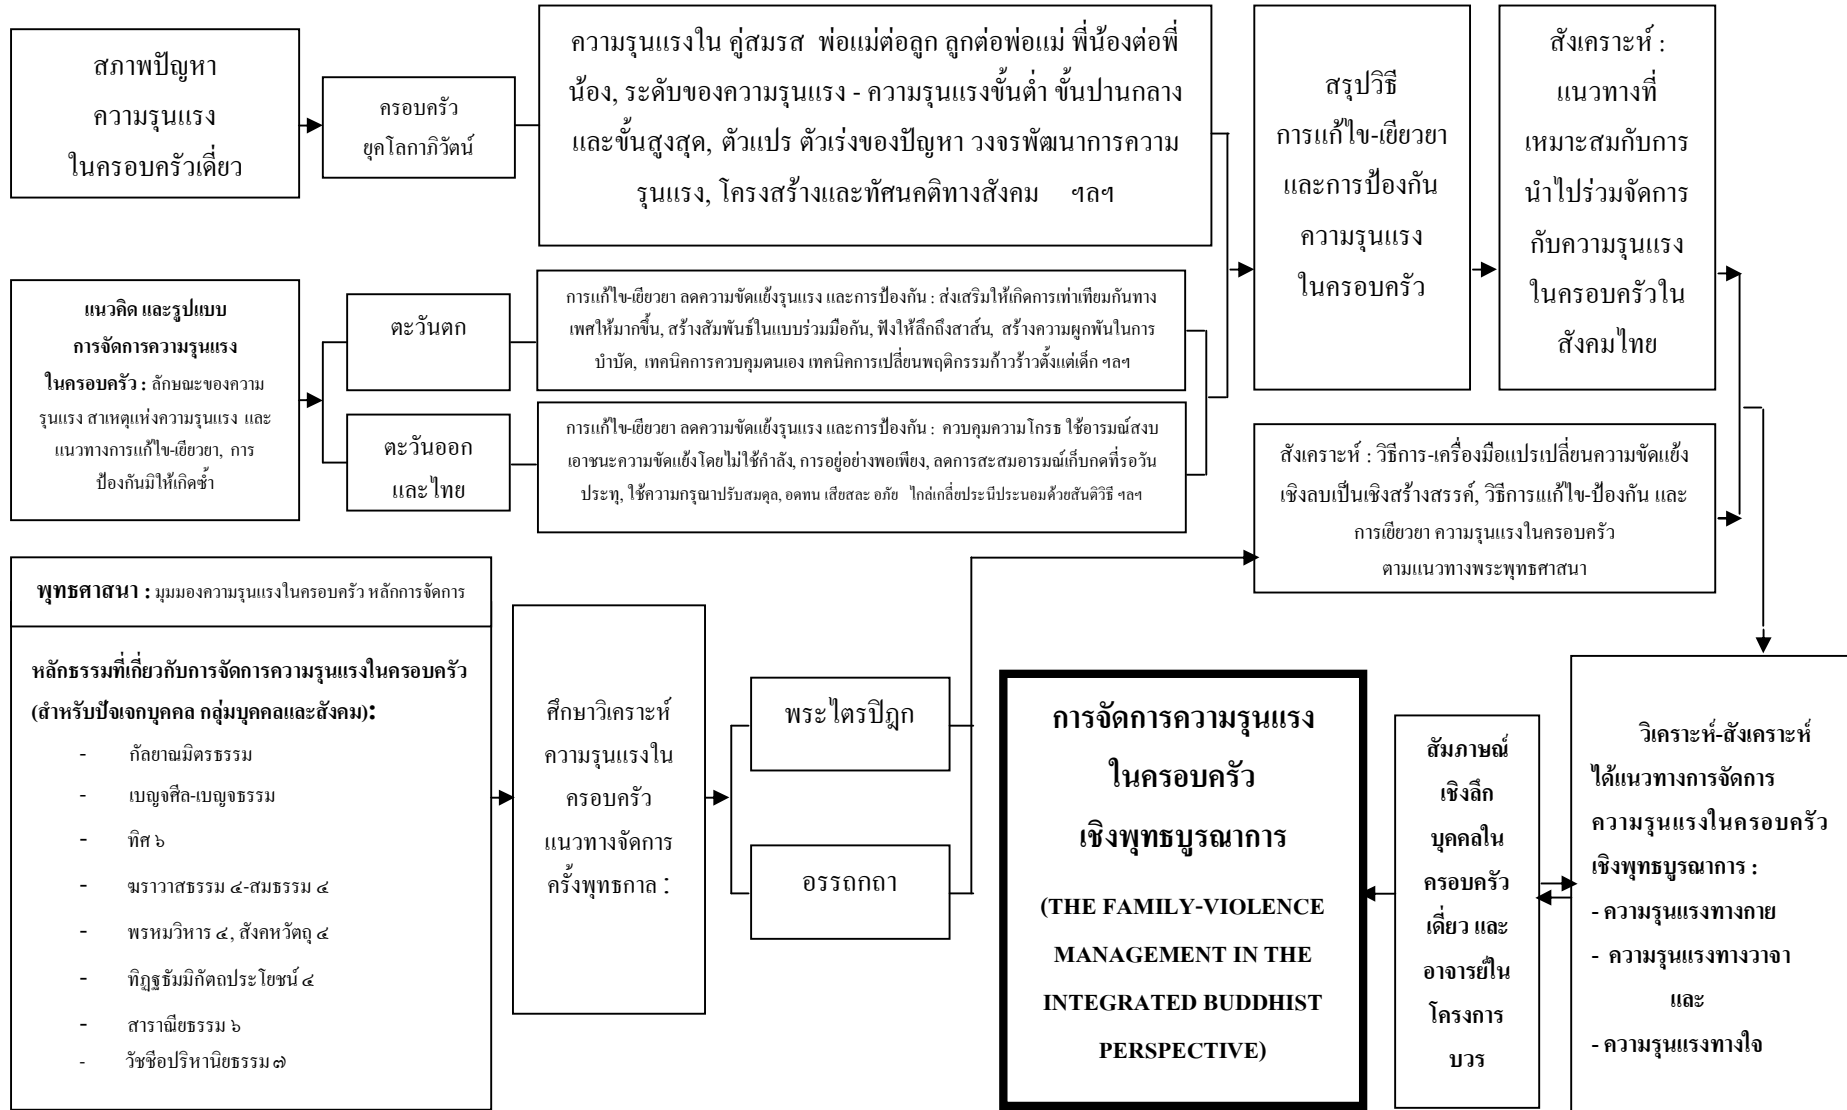 สภาพปัญหา
ความรุนแรง
ในครอบครัวเดี่ยว
ครอบครัว
ยุคโลกาภิวัตน์
ความรุนแรงใน คู่สมรส พ่อแม่ต่อลูก ลูกต่อพ่อแม่ พี่น้องต่อพี่
น้อง, ระดับของความรุนแรง - ความรุนแรงขั้นต่ำ ขั้นปานกลาง
และขั้นสูงสุด, ตัวแปร ตัวเร่งของปัญหา วงจรพัฒนาการความ
รุนแรง, โครงสร้างและทัศนคติทางสังคม ฯลฯ
สรุปวิธี
การแก้ไข-เยียวยา
และการป้องกัน
ความรุนแรง
ในครอบครัว
สังเคราะห์ :
แนวทางที่
เหมาะสมกับการ
นำไปร่วมจัดการ
กับความรุนแรง
ในครอบครัวใน
สังคมไทย
แนวคิด และรูปแบบ
การจัดการความรุนแรง
ในครอบครัว : ลักษณะของความ
รุนแรง สาเหตุแห่งความรุนแรง และ
แนวทางการแก้ไข-เยียวยา, การ
ป้องกันมิให้เกิดซ้ำ
ตะวันตก
การแก้ไข-เยียวยา ลดความขัดแย้งรุนแรง และการป้องกัน : ส่งเสริมให้เกิดการเท่าเทียมกันทาง
เพศให้มากขึ้น, สร้างสัมพันธ์ในแบบร่วมมือกัน, ฟังให้ลึกถึงสาส์น, สร้างความผูกพันในการ
บำบัด, เทคนิคการควบคุมตนเอง เทคนิคการเปลี่ยนพฤติกรรมก้าวร้าวตั้งแต่เด็ก ฯลฯ
ตะวันออก
และไทย
การแก้ไข-เยียวยา ลดความขัดแย้งรุนแรง และการป้องกัน : ควบคุมความโกรธ ใช้อารมณ์สงบ
เอาชนะความขัดแย้งโดยไม่ใช้กำลัง, การอยู่อย่างพอเพียง, ลดการสะสมอารมณ์เก็บกดที่รอวัน
ประทุ, ใช้ความกรุณาปรับสมดุล, อดทน เสียสละ อภัย ไกล่เกลี่ยประนีประนอมด้วยสันติวิธี ฯลฯ
สังเคราะห์ : วิธีการ-เครื่องมือแปรเปลี่ยนความขัดแย้ง
เชิงลบเป็นเชิงสร้างสรรค์, วิธีการแก้ไข-ป้องกัน และ
การเยียวยา ความรุนแรงในครอบครัว
ตามแนวทางพระพุทธศาสนา
พุทธศาสนา : มุมมองความรุนแรงในครอบครัว หลักการจัดการ
หลักธรรมที่เกี่ยวกับการจัดการความรุนแรงในครอบครัว
(สำหรับปัจเจกบุคคล กลุ่มบุคคลและสังคม):
- กัลยาณมิตรธรรม
- เบญจศีล-เบญจธรรม
- ทิศ ๖
- ฆราวาสธรรม ๔-สมธรรม ๔
- พรหมวิหาร ๔, สังคหวัตถุ ๔
- ทิฏฐธัมมิกัตถประโยชน์ ๔
- สาราณียธรรม ๖
- วัชชีอปริหานิยธรรม ๗
ศึกษาวิเคราะห์
ความรุนแรงใน
ครอบครัว
แนวทางจัดการ
ครั้งพุทธกาล :
พระไตรปิฎก
อรรถกถา
การจัดการความรุนแรง
ในครอบครัว
เชิงพุทธบูรณาการ
(THE FAMILY-VIOLENCE
MANAGEMENT IN THE
INTEGRATED BUDDHIST
PERSPECTIVE)
สัมภาษณ์
เชิงลึก
บุคคลใน
ครอบครัว
เดี่ยว และ
อาจารย์ใน
โครงการ
บวร
วิเคราะห์-สังเคราะห์
ได้แนวทางการจัดการ
ความรุนแรงในครอบครัว
เชิงพุทธบูรณาการ :
- ความรุนแรงทางกาย
- ความรุนแรงทางวาจา
และ
- ความรุนแรงทางใจ